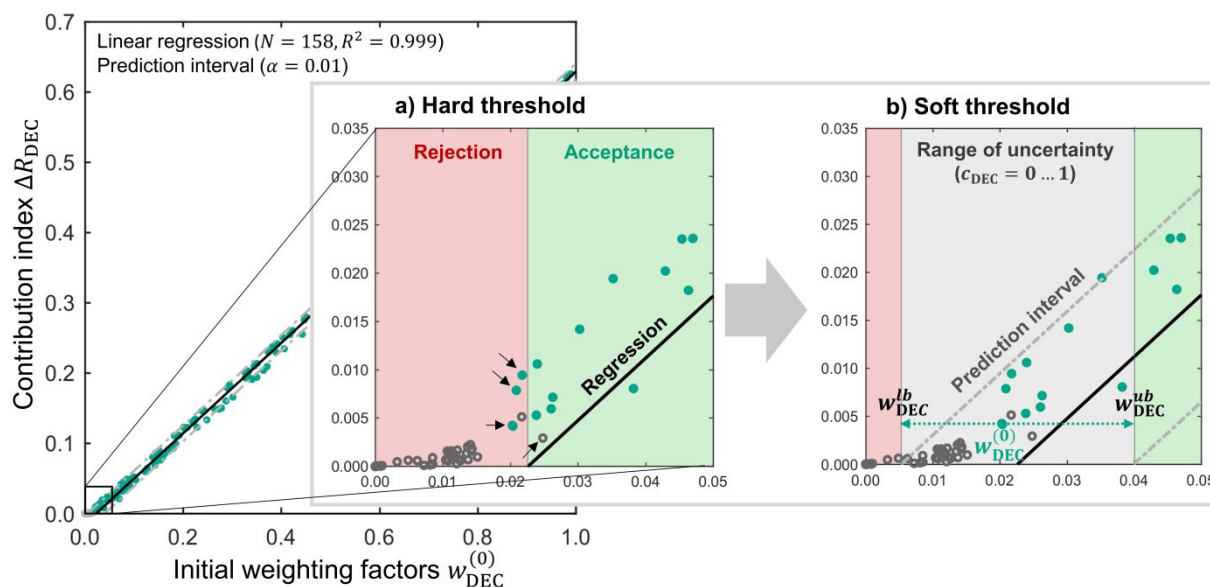 Linear regression (N = 158, R² = 0.999)
Prediction interval (α = 0.01)
Contribution index ΔR_DEC
0.7
0.6
0.5
0.4
0.3
0.2
0.1
0.0
0.0
0.2
0.4
0.6
0.8
1.0
Initial weighting factors w_DEC^(0)
a) Hard threshold
Rejection
Acceptance
Regression
0.035
0.030
0.025
0.020
0.015
0.010
0.005
0.000
0.00
0.01
0.02
0.03
0.04
0.05
b) Soft threshold
Range of uncertainty
(c_DEC = 0 … 1)
Prediction interval
w_DEC^lb
w_DEC^ub
w_DEC^(0)
0.035
0.030
0.025
0.020
0.015
0.010
0.005
0.000
0.00
0.01
0.02
0.03
0.04
0.05